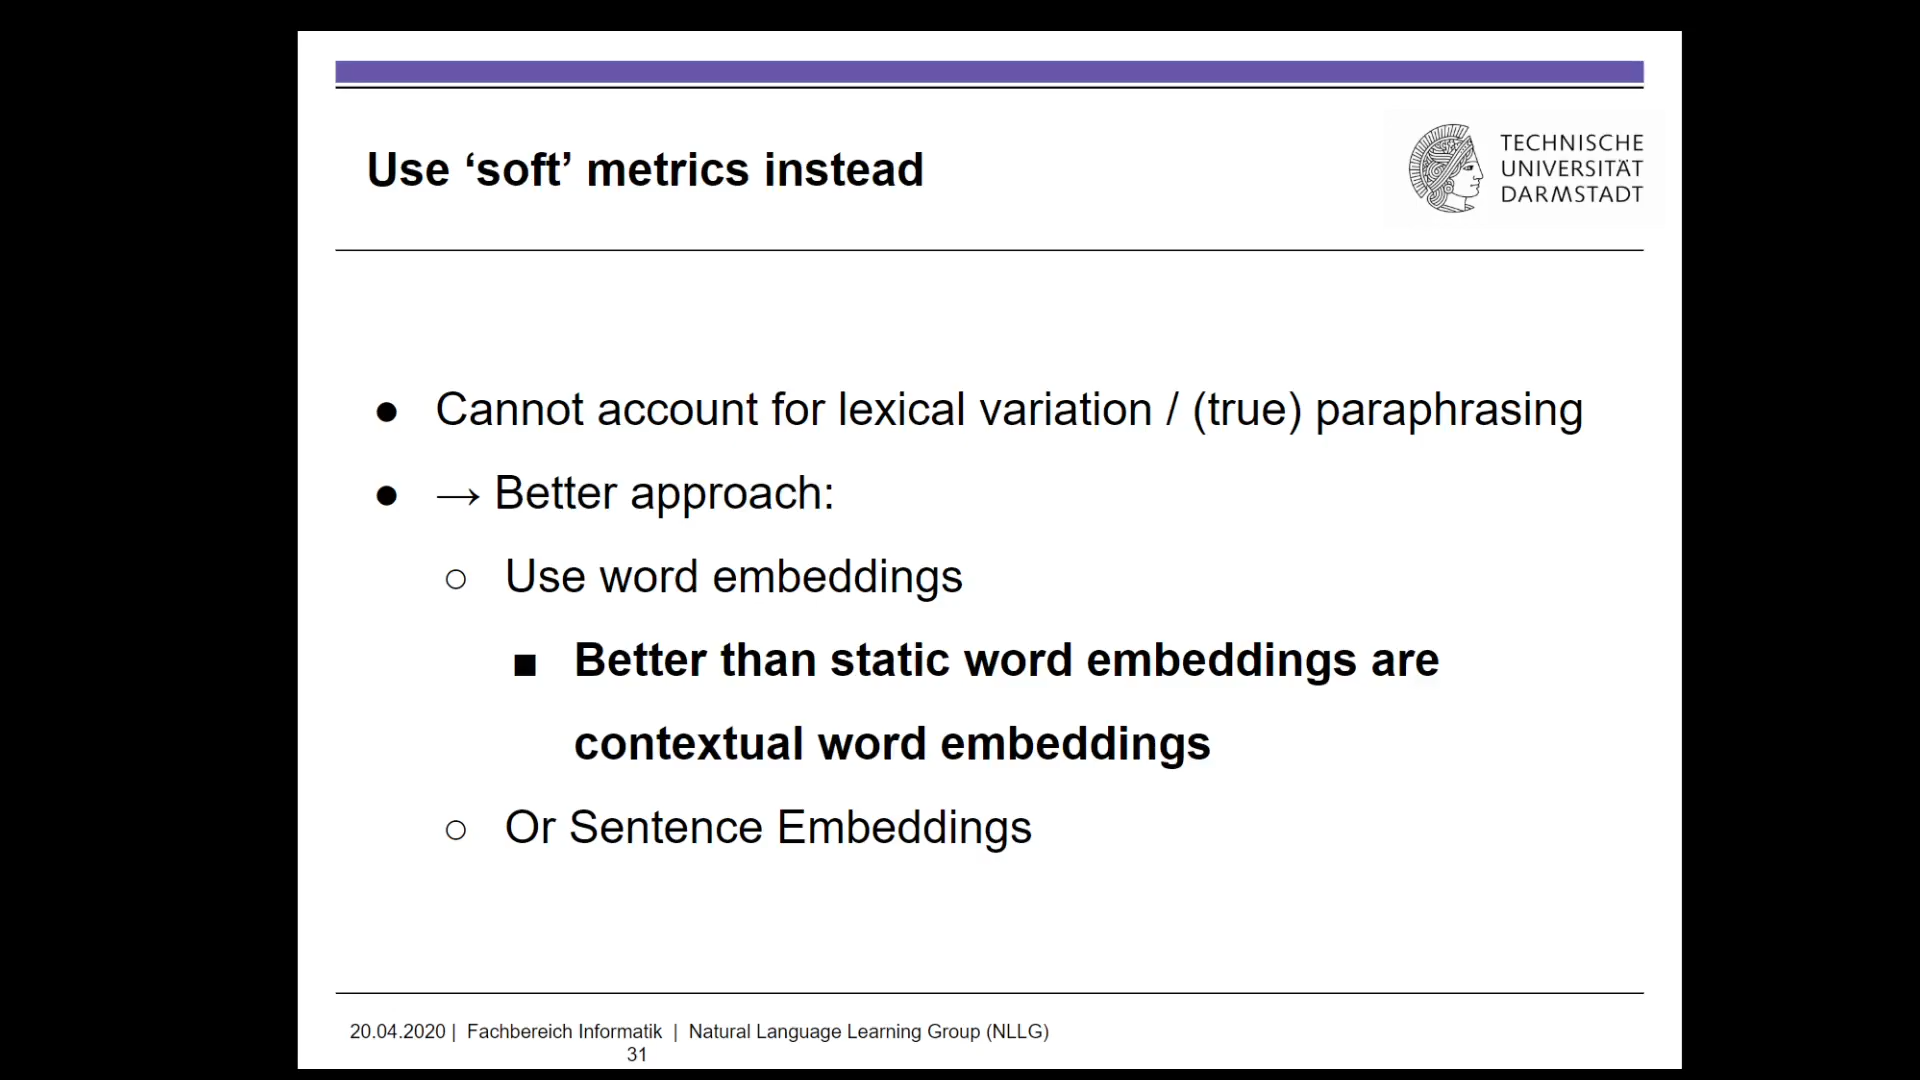 Use ‘soft’ metrics instead
TECHNISCHE
UNIVERSITÄT
DARMSTADT
● Cannot account for lexical variation / (true) paraphrasing
● → Better approach:
○ Use word embeddings
■ Better than static word embeddings are
contextual word embeddings
○ Or Sentence Embeddings
20.04.2020 | Fachbereich Informatik | Natural Language Learning Group (NLLG)
31